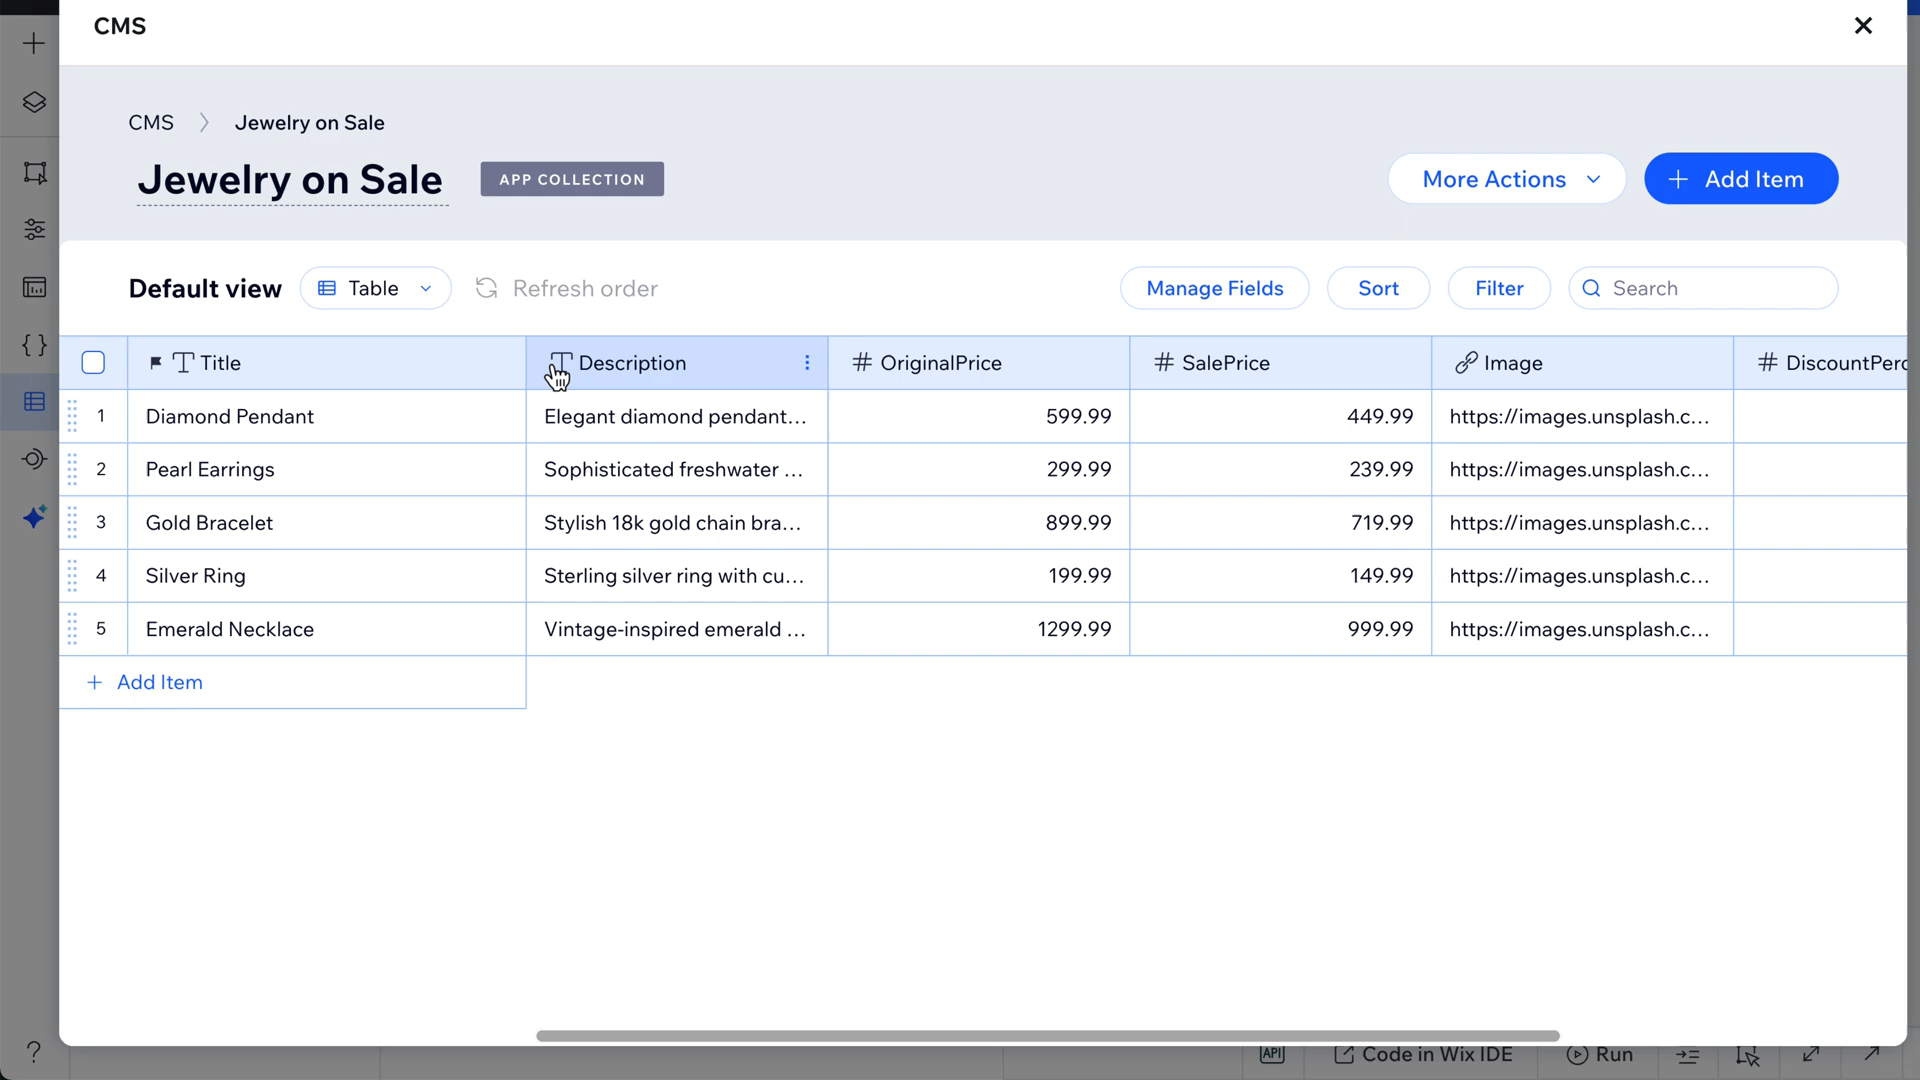 CMS
CMS
Jewelry on Sale
Jewelry on Sale
APP COLLECTION
More Actions
Add Item
Default view
Table
Refresh order
Manage Fields
Sort
Filter
Search
Title
Description
OriginalPrice
SalePrice
Image
DiscountPerc
1
Diamond Pendant
Elegant diamond pendant...
599.99
449.99
https://images.unsplash.c...
2
Pearl Earrings
Sophisticated freshwater ...
299.99
239.99
https://images.unsplash.c...
3
Gold Bracelet
Stylish 18k gold chain bra...
899.99
719.99
https://images.unsplash.c...
4
Silver Ring
Sterling silver ring with cu...
199.99
149.99
https://images.unsplash.c...
5
Emerald Necklace
Vintage-inspired emerald ...
1299.99
999.99
https://images.unsplash.c...
+ Add Item
?
API
Code in Wix IDE
Run